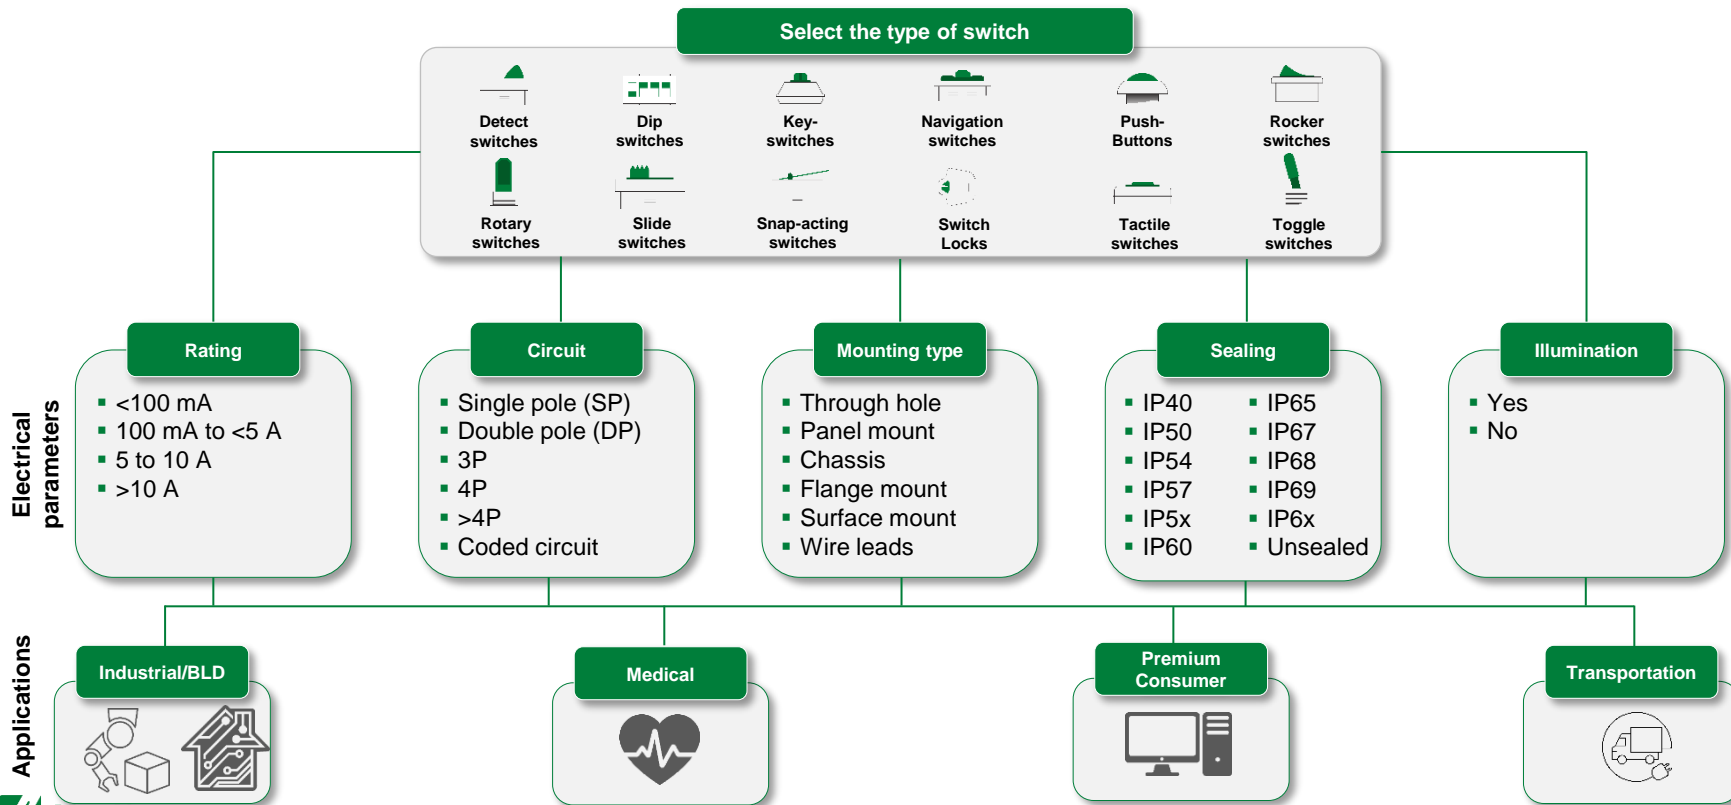 Select the type of switch
Detect
switches
Dip
switches
Key-
switches
Navigation
switches
Push-
Buttons
Rocker
switches
Rotary
switches
Slide
switches
Snap-acting
switches
Switch
Locks
Tactile
switches
Toggle
switches
Electrical
parameters
Rating
<100 mA
100 mA to <5 A
5 to 10 A
>10 A
Circuit
Single pole (SP)
Double pole (DP)
3P
4P
>4P
Coded circuit
Mounting type
Through hole
Panel mount
Chassis
Flange mount
Surface mount
Wire leads
Sealing
IP40
IP50
IP54
IP57
IP5x
IP60
IP65
IP67
IP68
IP69
IP6x
Unsealed
Illumination
Yes
No
Applications
Industrial/BLD
Medical
Premium
Consumer
Transportation